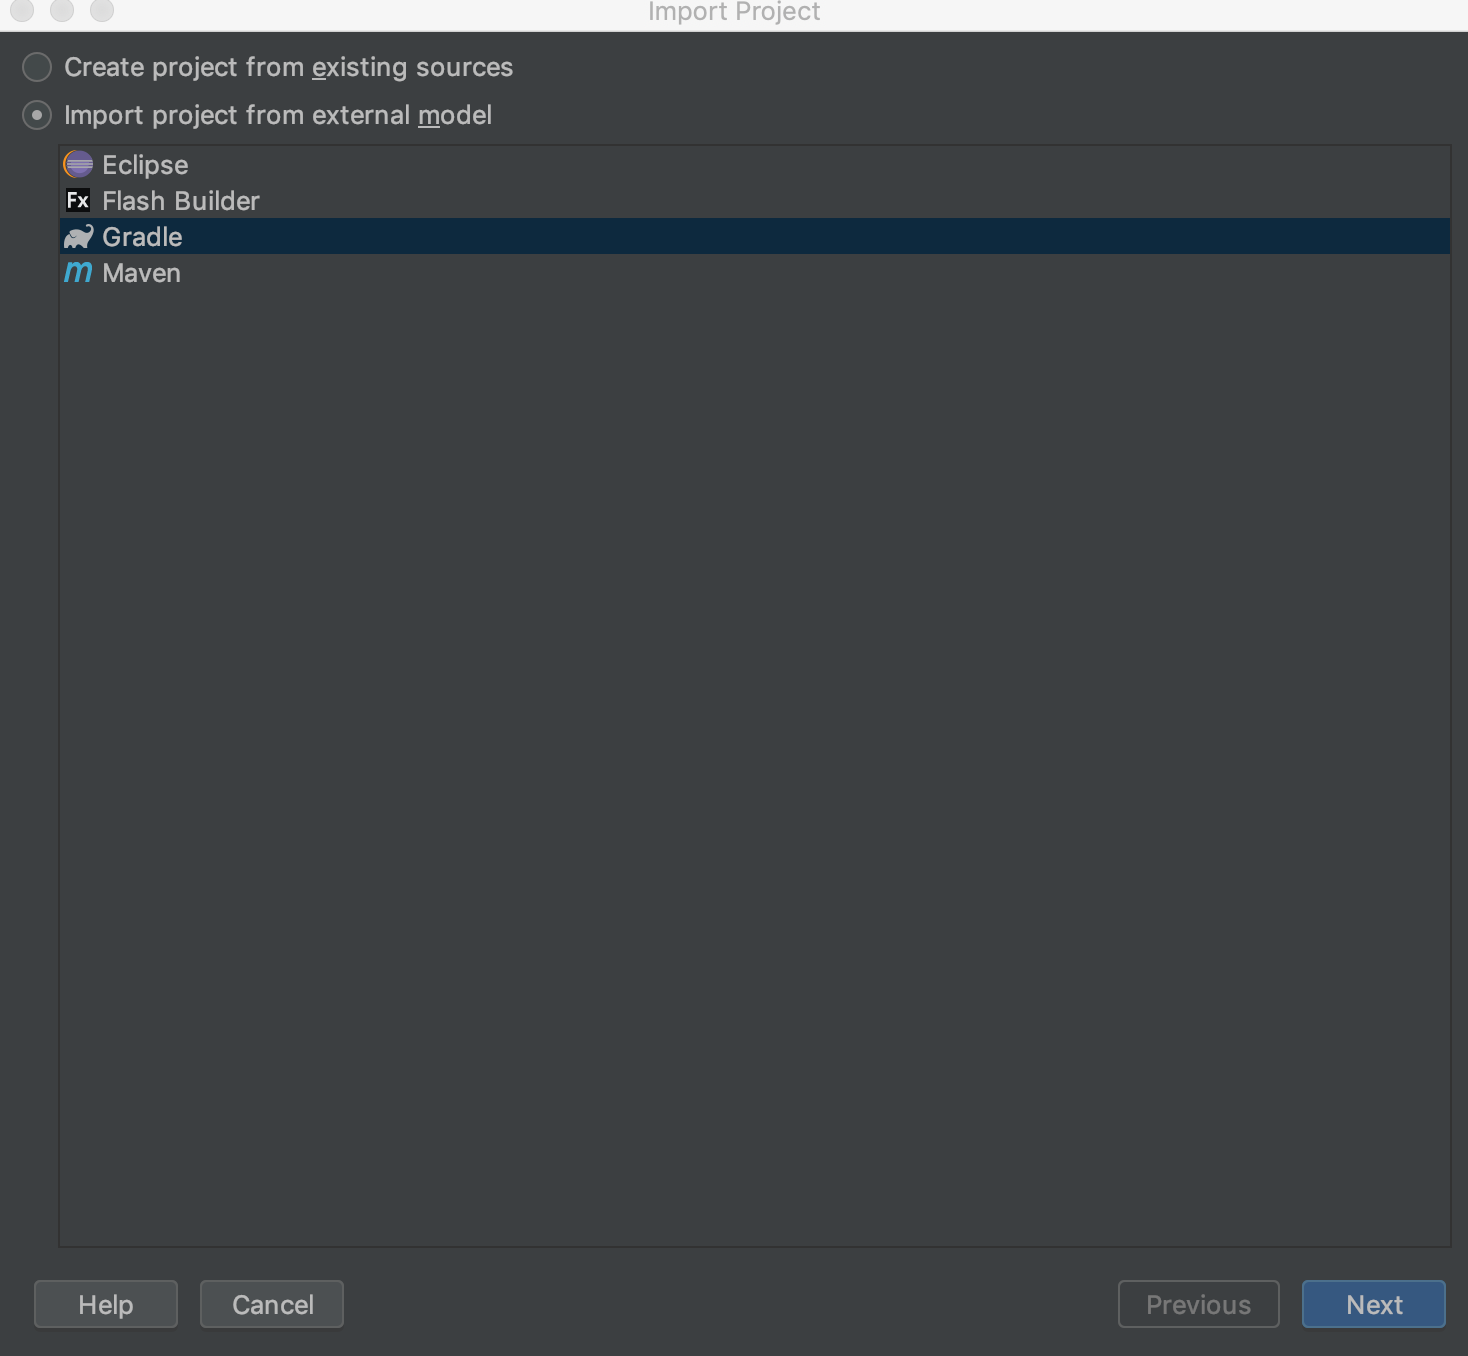 Import Project
Create project from existing sources
Import project from external model
Eclipse
Fx Flash Builder
Gradle
m Maven
Help Cancel Previous Next